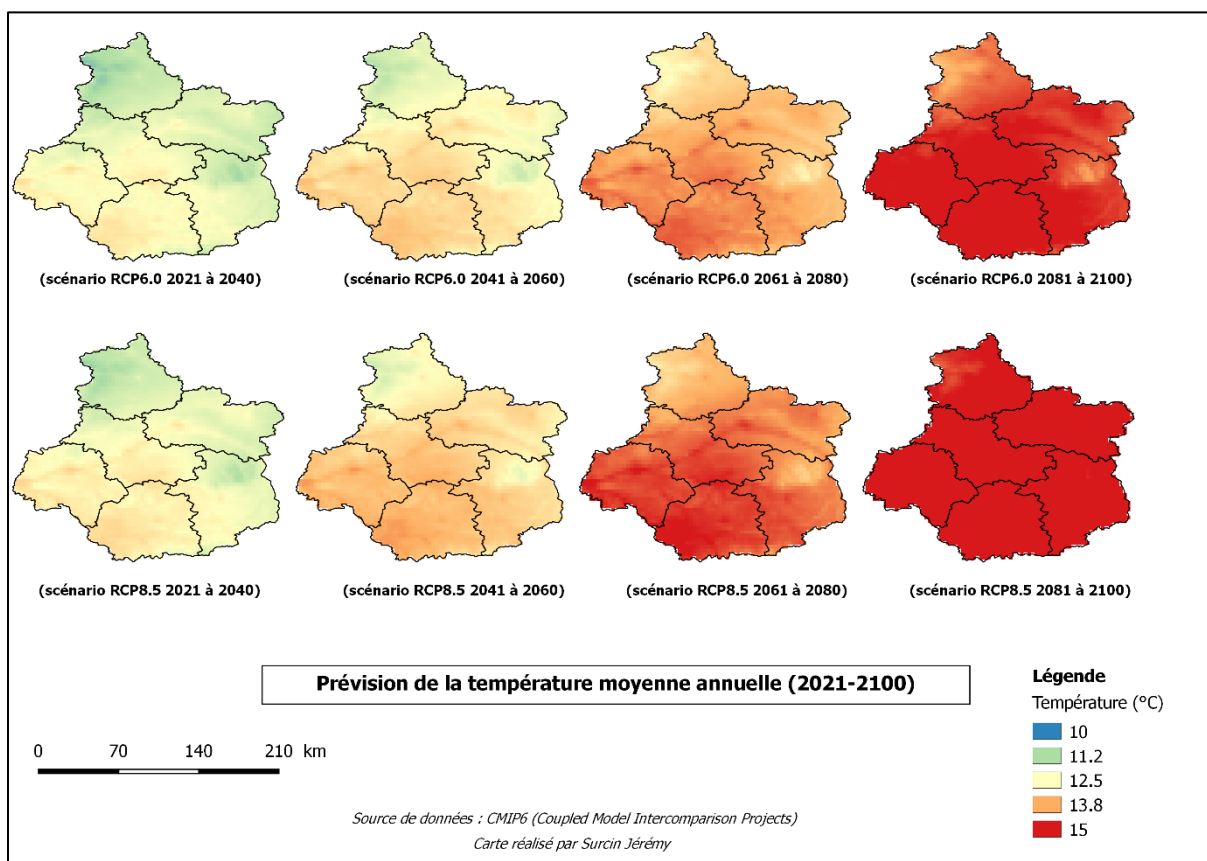 (scénario RCP6.0 2021 à 2040)
(scénario RCP6.0 2041 à 2060)
(scénario RCP6.0 2061 à 2080)
(scénario RCP6.0 2081 à 2100)
(scénario RCP8.5 2021 à 2040)
(scénario RCP8.5 2041 à 2060)
(scénario RCP8.5 2061 à 2080)
(scénario RCP8.5 2081 à 2100)
Prévision de la température moyenne annuelle (2021-2100)
0 70 140 210 km
Source de données : CMIP6 (Coupled Model Intercomparison Projects)
Carte réalisé par Surcin Jérémy
Légende
Température (°C)
10
11.2
12.5
13.8
15